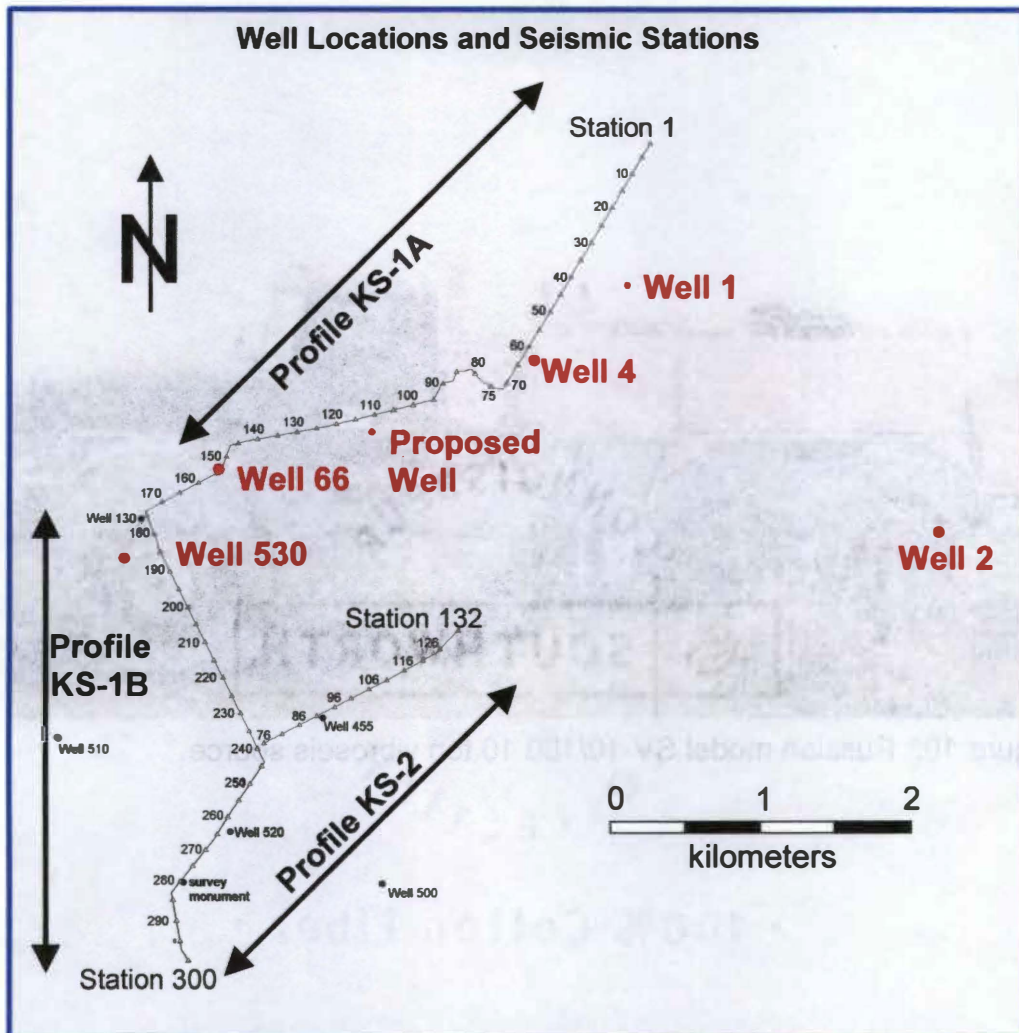 Well Locations and Seismic Stations
Station 1
N
10
20
30
40
50
60
70
75
80
90
100
110
120
130
140
150
160
170
180
190
200
210
220
230
240
250
260
270
280
290
Profile KS-1A
Well 1
Well 4
Proposed
Well
Well 66
Well 130
Well 530
Well 2
Profile
KS-1B
Station 132
126
116
106
96
86
76
Well 455
Well 510
Well 520
survey
monument
Well 500
Profile KS-2
Station 300
0 1 2
kilometers